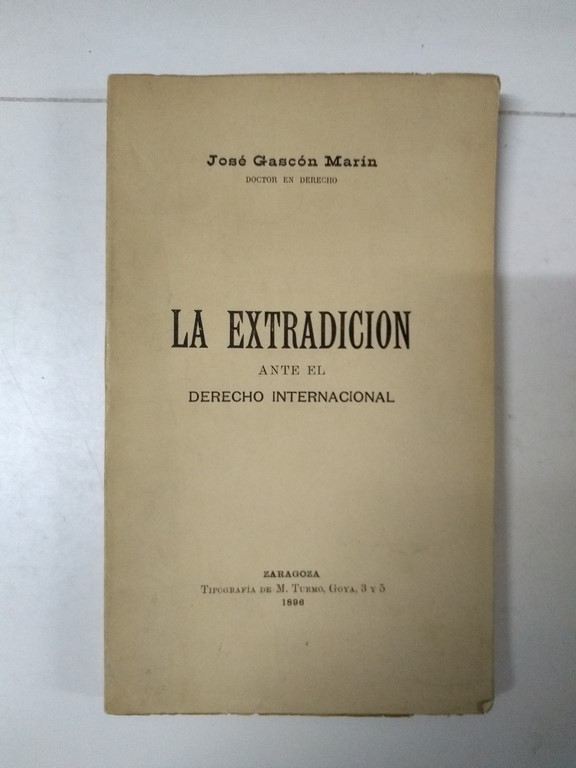 José Gascón Marín
DOCTOR EN DERECHO
LA EXTRADICION
ANTE EL
DERECHO INTERNACIONAL
ZARAGOZA
TIPOGRAFÍA DE M. TURMO, GOYA, 3 Y 5
1896